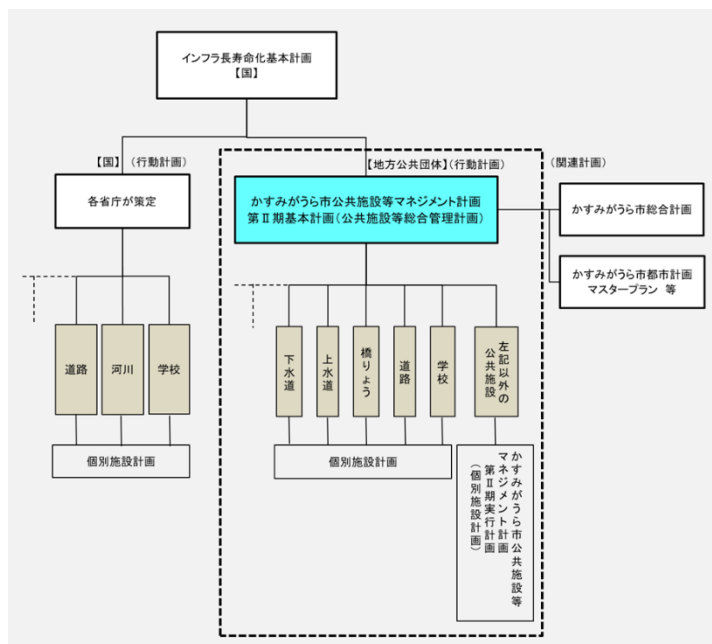 インフラ長寿命化基本計画
【国】
【国】（行動計画）
【地方公共団体】（行動計画）
（関連計画）
各省庁が策定
かすみがうら市公共施設等マネジメント計画
第Ⅱ期基本計画（公共施設等総合管理計画）
かすみがうら市総合計画
かすみがうら市都市計画
マスタープラン 等
道路
河川
学校
下水道
上水道
橋りょう
道路
学校
左記以外の
公共施設
個別施設計画
個別施設計画
かすみがうら市公共施設等
マネジメント計画
第Ⅱ期実行計画
（個別施設計画）